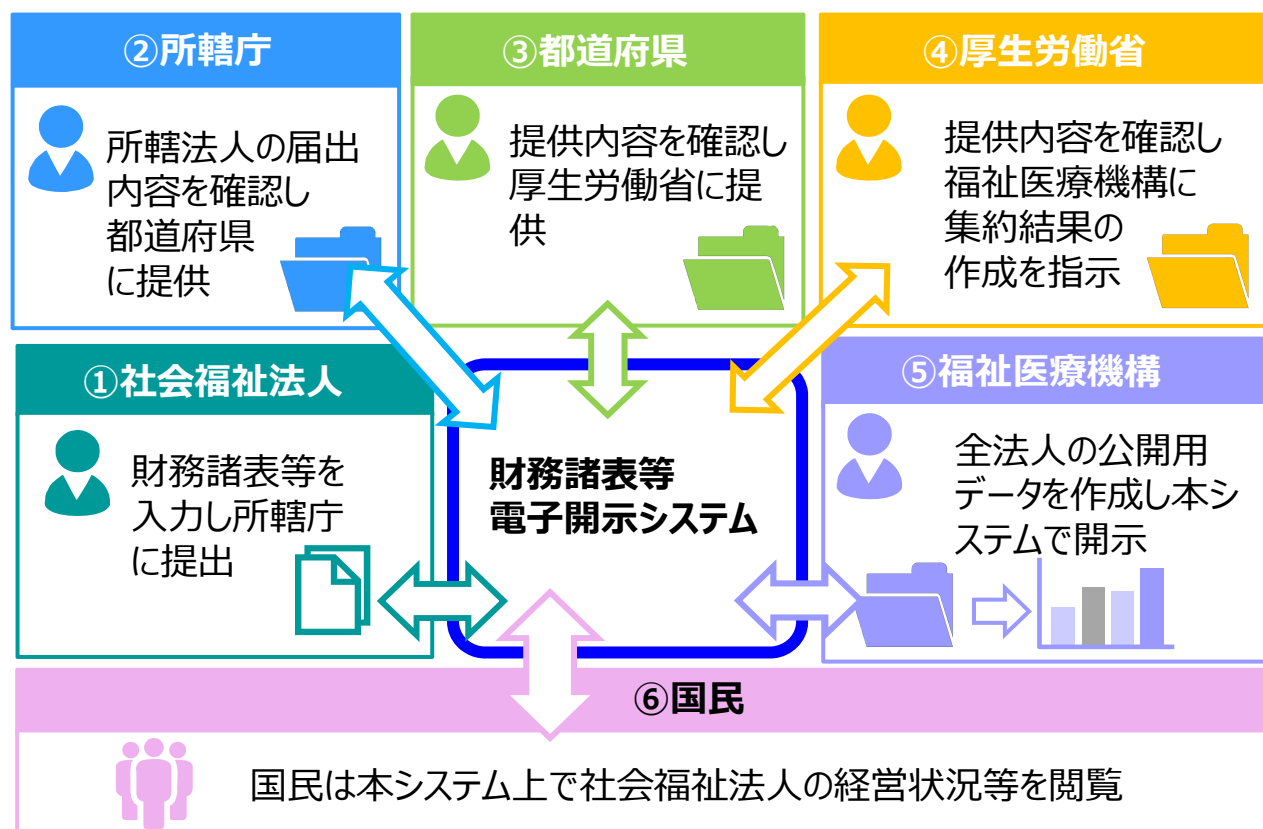 ②所轄庁
所轄法人の届出
内容を確認し
都道府県
に提供
③都道府県
提供内容を確認し
厚生労働省に提
供
④厚生労働省
提供内容を確認し
福祉医療機構に
集約結果の
作成を指示
①社会福祉法人
財務諸表等を
入力し所轄庁
に提出
財務諸表等
電子開示システム
⑤福祉医療機構
全法人の公開用
データを作成し本シ
ステムで開示
⑥国民
国民は本システム上で社会福祉法人の経営状況等を閲覧